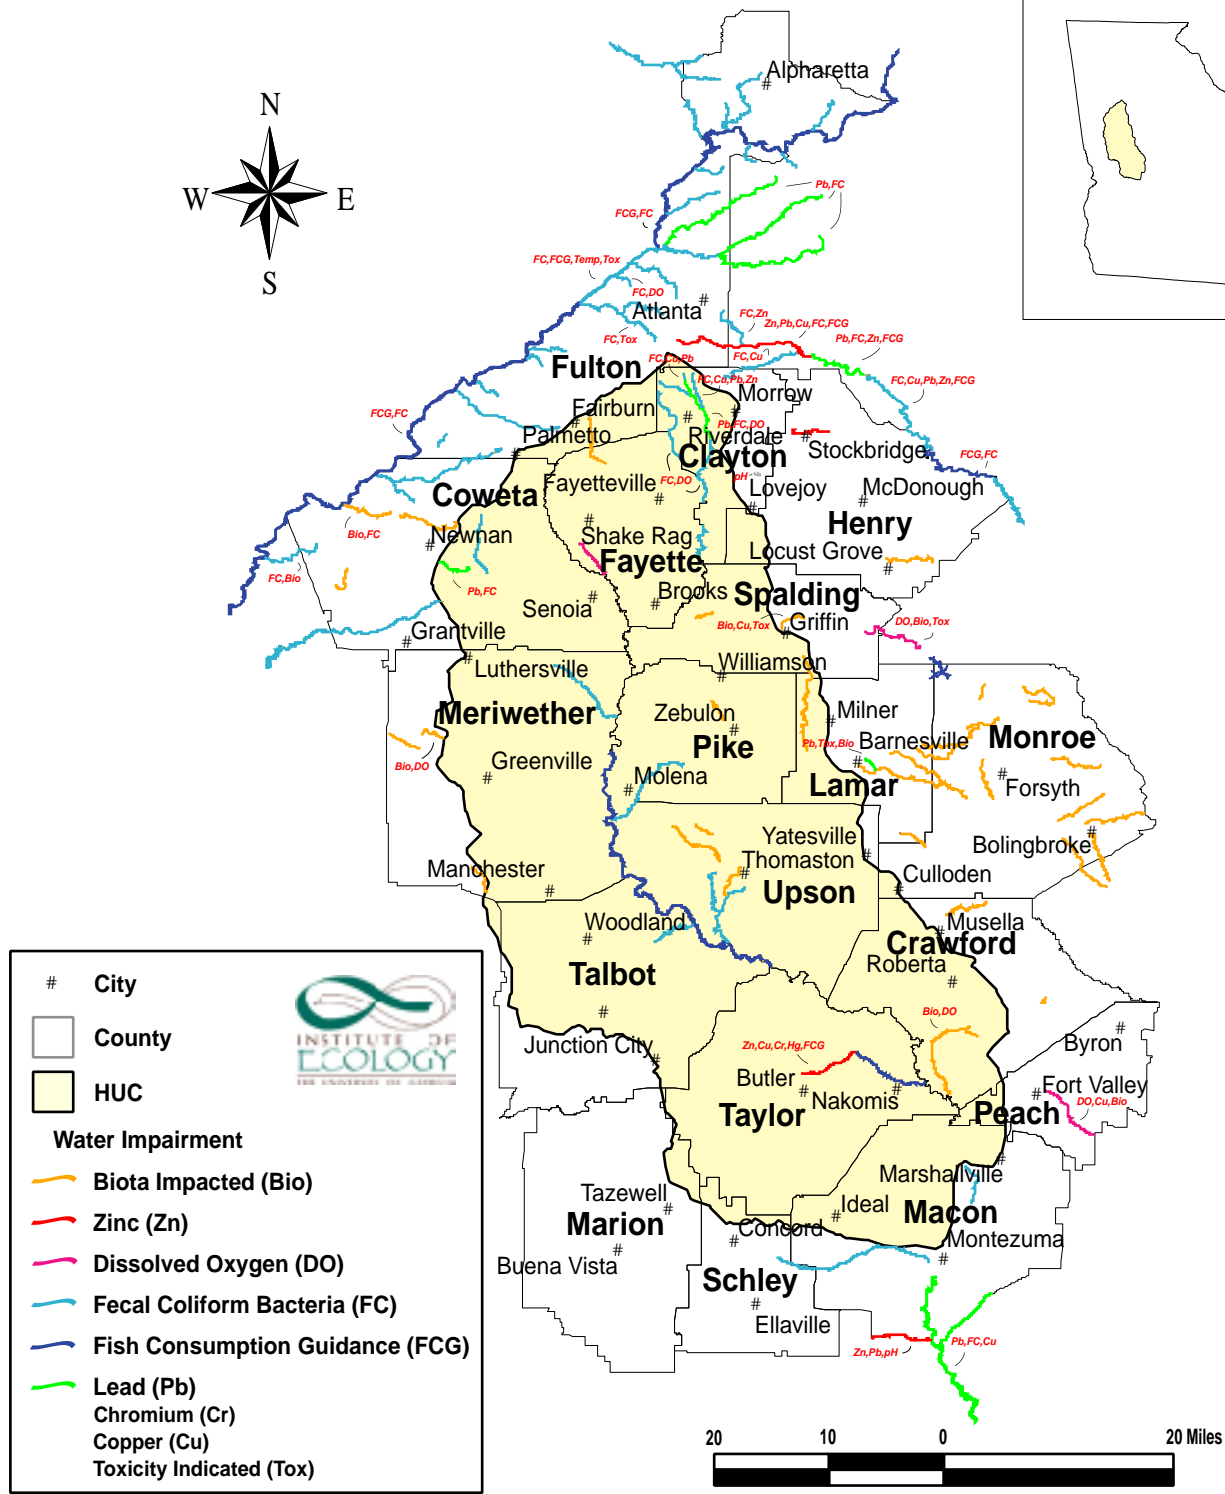 N
W
E
S
Alpharetta
Pb,FC
FCG,FC
FC,FCG,Temp,Tox
FC,DO
Atlanta
FC,Zn
Zn,Pb,Cu,FC,FCG
FC,Tox
Pb,FC,Zn,FCG
FC,Cu,Pb
FC,Cu
Fulton
FC,Cu,Pb,Zn
FC,Cu,Pb,Zn,FCG
Morrow
Fairburn
FCG,FC
Pb,FC,DO
Palmetto
Riverdale
Stockbridge
Clayton
FCG,FC
Coweta
Fayetteville
FC,DO
pH
Lovejoy
McDonough
Henry
Bio,FC
Newnan
Shake Rag
Locust Grove
Fayette
FC,Bio
Pb,FC
Spalding
Senoia
Brooks
Bio,Cu,Tox
Griffin
DO,Bio,Tox
Grantville
Luthersville
Williamson
Meriwether
Zebulon
Milner
Pike
Pb,Tox,Bio
Barnesville
Monroe
Bio,DO
Greenville
Molena
Lamar
Forsyth
Yatesville
Bolingbroke
Thomaston
Manchester
Upson
Culloden
Woodland
Musella
Crawford
Roberta
Talbot
Bio,DO
Junction City
Zn,Cu,Cr,Hg,FCG
Byron
Butler
Nakomis
Fort Valley
Taylor
Peach
DO,Cu,Bio
Marshallville
Tazewell
Ideal
Marion
Macon
Concord
Montezuma
Buena Vista
Schley
Ellaville
Zn,Pb,pH
Pb,FC,Cu
# City
County
HUC
INSTITUTE OF
ECOLOGY
Water Impairment
Biota Impacted (Bio)
Zinc (Zn)
Dissolved Oxygen (DO)
Fecal Coliform Bacteria (FC)
Fish Consumption Guidance (FCG)
Lead (Pb)
Chromium (Cr)
Copper (Cu)
Toxicity Indicated (Tox)
20 10 0 20 Miles